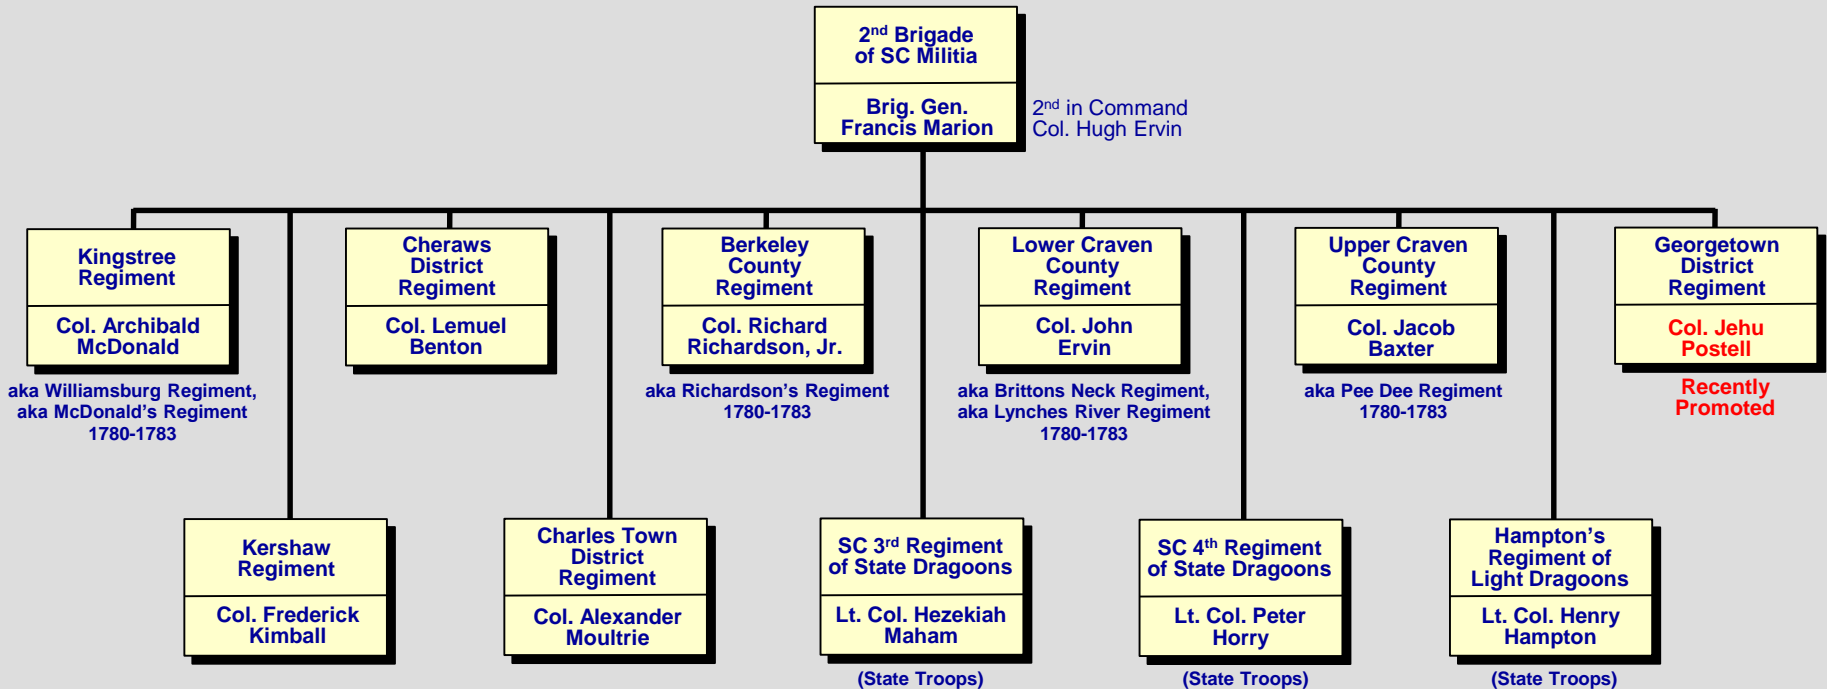 2nd Brigade
of SC Militia
Brig. Gen.
Francis Marion
2nd in Command
Col. Hugh Ervin
Kingstree
Regiment
Col. Archibald
McDonald
aka Williamsburg Regiment,
aka McDonald's Regiment
1780-1783
Cheraws
District
Regiment
Col. Lemuel
Benton
Berkeley
County
Regiment
Col. Richard
Richardson, Jr.
aka Richardson's Regiment
1780-1783
Lower Craven
County
Regiment
Col. John
Ervin
aka Brittons Neck Regiment,
aka Lynches River Regiment
1780-1783
Upper Craven
County
Regiment
Col. Jacob
Baxter
aka Pee Dee Regiment
1780-1783
Georgetown
District
Regiment
Col. Jehu
Postell
Recently
Promoted
Kershaw
Regiment
Col. Frederick
Kimball
Charles Town
District
Regiment
Col. Alexander
Moultrie
SC 3rd Regiment
of State Dragoons
Lt. Col. Hezekiah
Maham
(State Troops)
SC 4th Regiment
of State Dragoons
Lt. Col. Peter
Horry
(State Troops)
Hampton's
Regiment of
Light Dragoons
Lt. Col. Henry
Hampton
(State Troops)